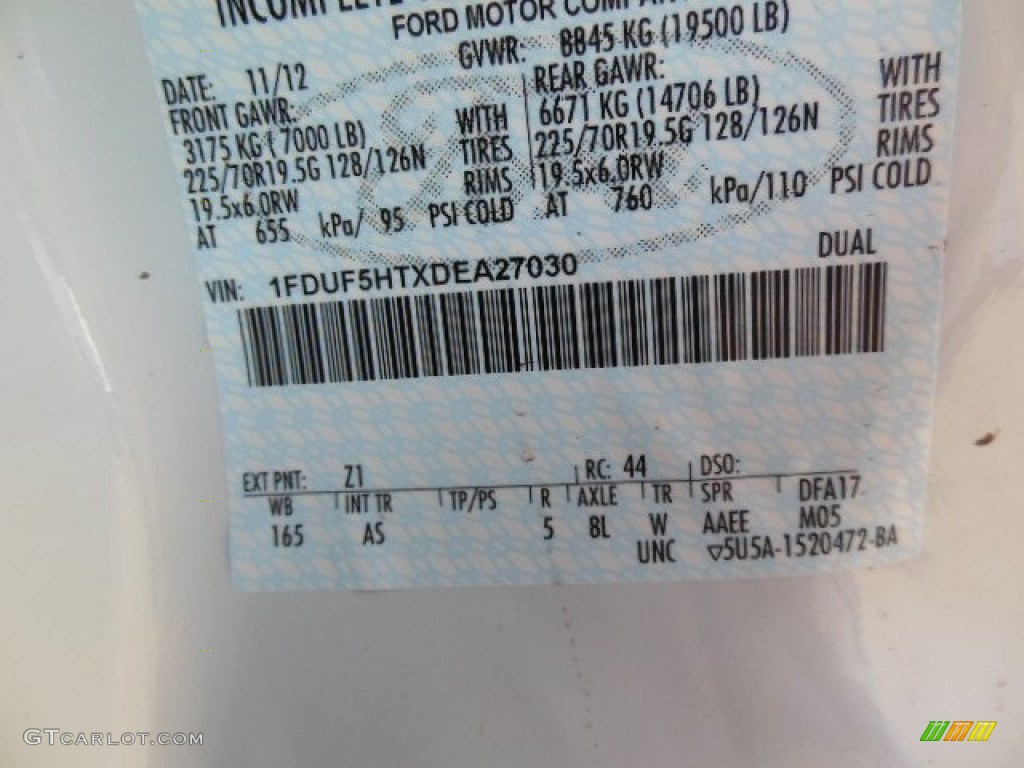 INCOMPLETE
FORD MOTOR COMPAN
GVWR: 8845 KG (19500 LB)
DATE: 11/12
FRONT GAWR:
3175 KG ( 7000 LB) WITH
225/70R19.5G 128/126N TIRES
19.5x6.0RW RIMS
AT 655 kPa/ 95 PSI COLD
REAR GAWR: WITH
6671 KG (14706 LB) TIRES
225/70R19.5G 128/126N RIMS
19.5x6.0RW
AT 760 kPa/110 PSI COLD
DUAL
VIN: 1FDUF5HTXDEA27030
EXT PNT: Z1 RC: 44 DSO:
WB INT TR TP/PS R AXLE TR SPR DFA17
165 AS 5 8L W AAEE M05
UNC ▽5U5A-1520472-BA
GTCARLOT.COM